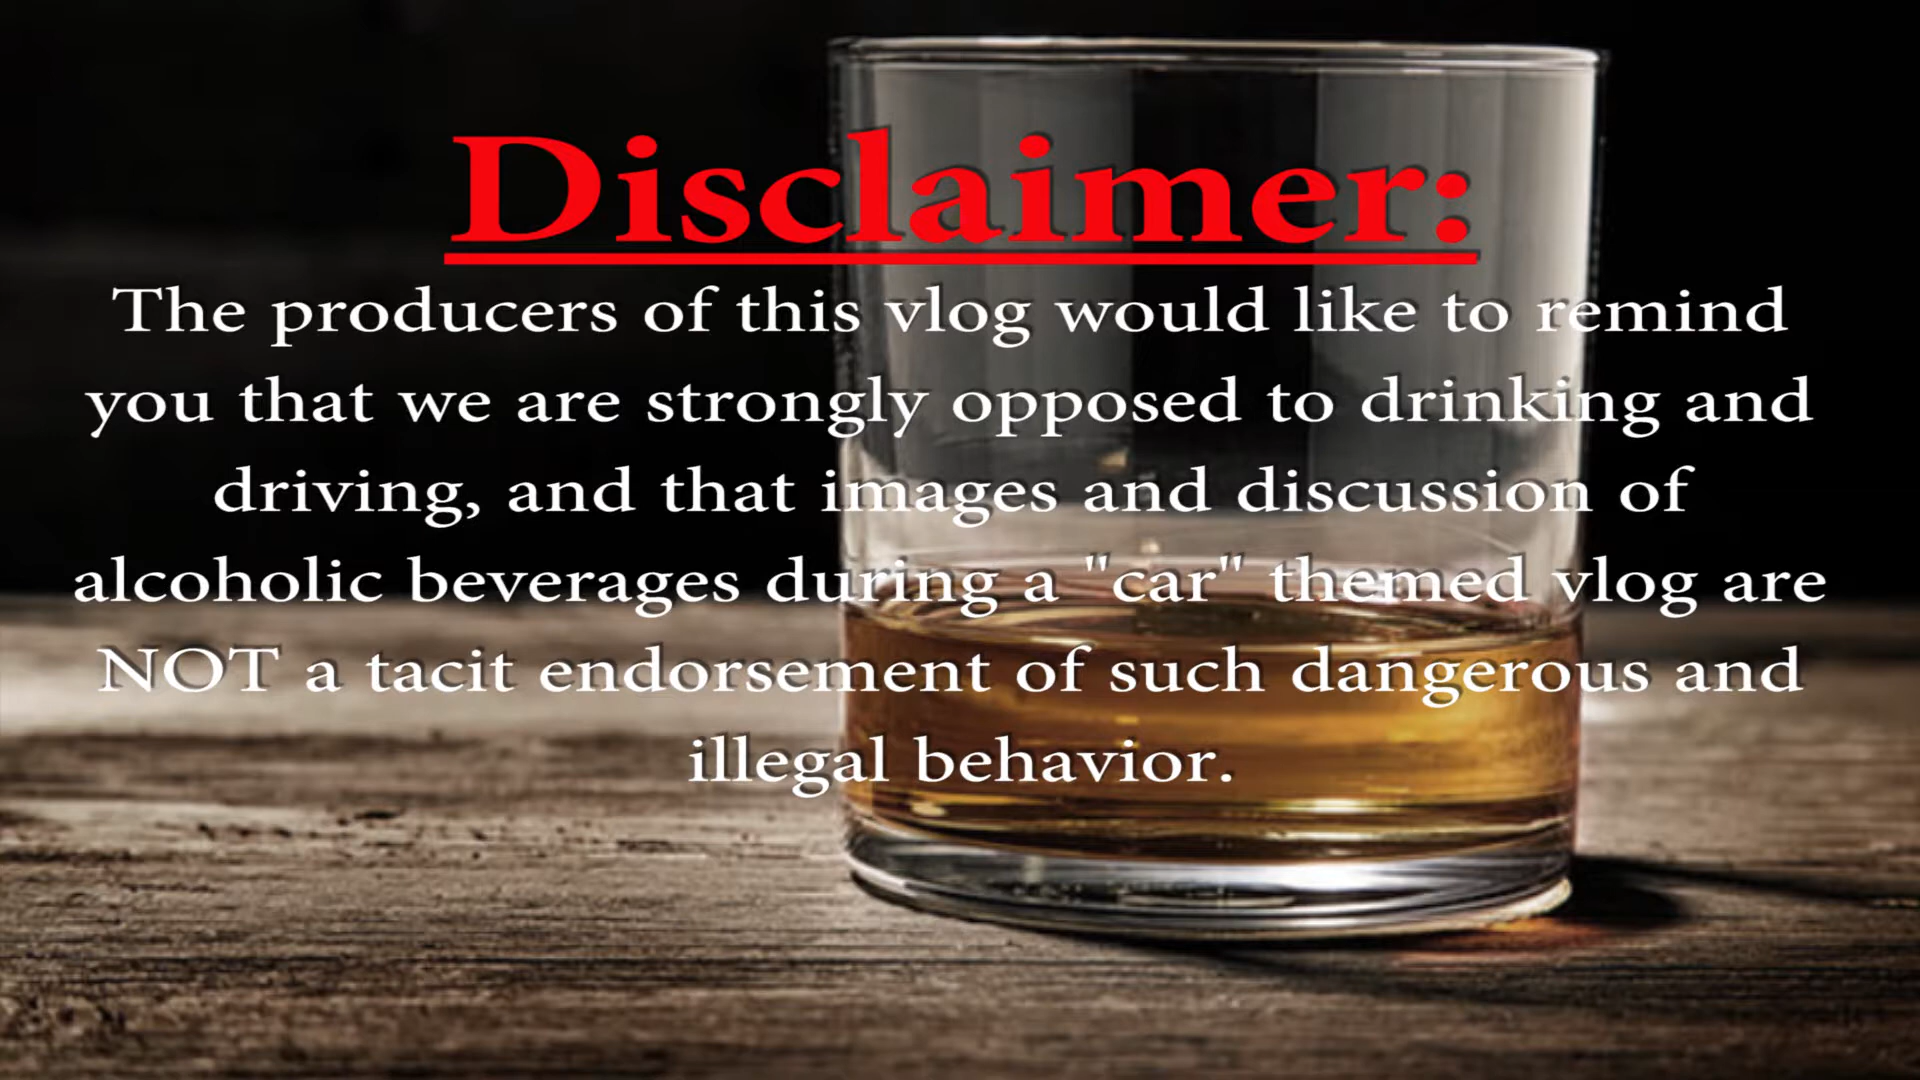 Disclaimer:
The producers of this vlog would like to remind
you that we are strongly opposed to drinking and
driving, and that images and discussion of
alcoholic beverages during a "car" themed vlog are
NOT a tacit endorsement of such dangerous and
illegal behavior.